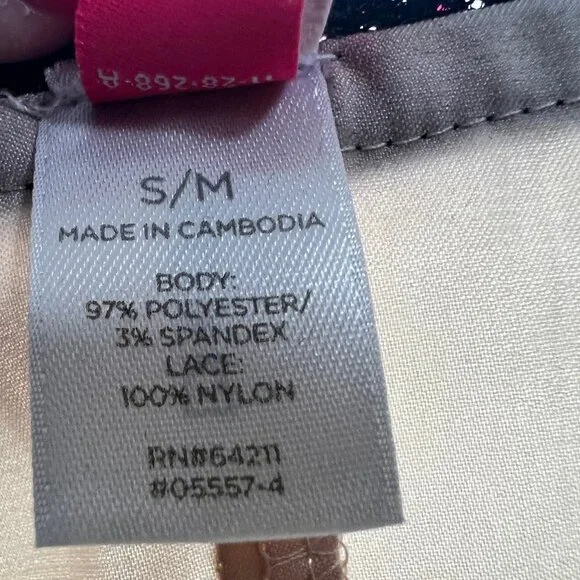 S/M
MADE IN CAMBODIA
BODY:
97% POLYESTER/
3% SPANDEX
LACE:
100% NYLON
RN#64211
#05557-4